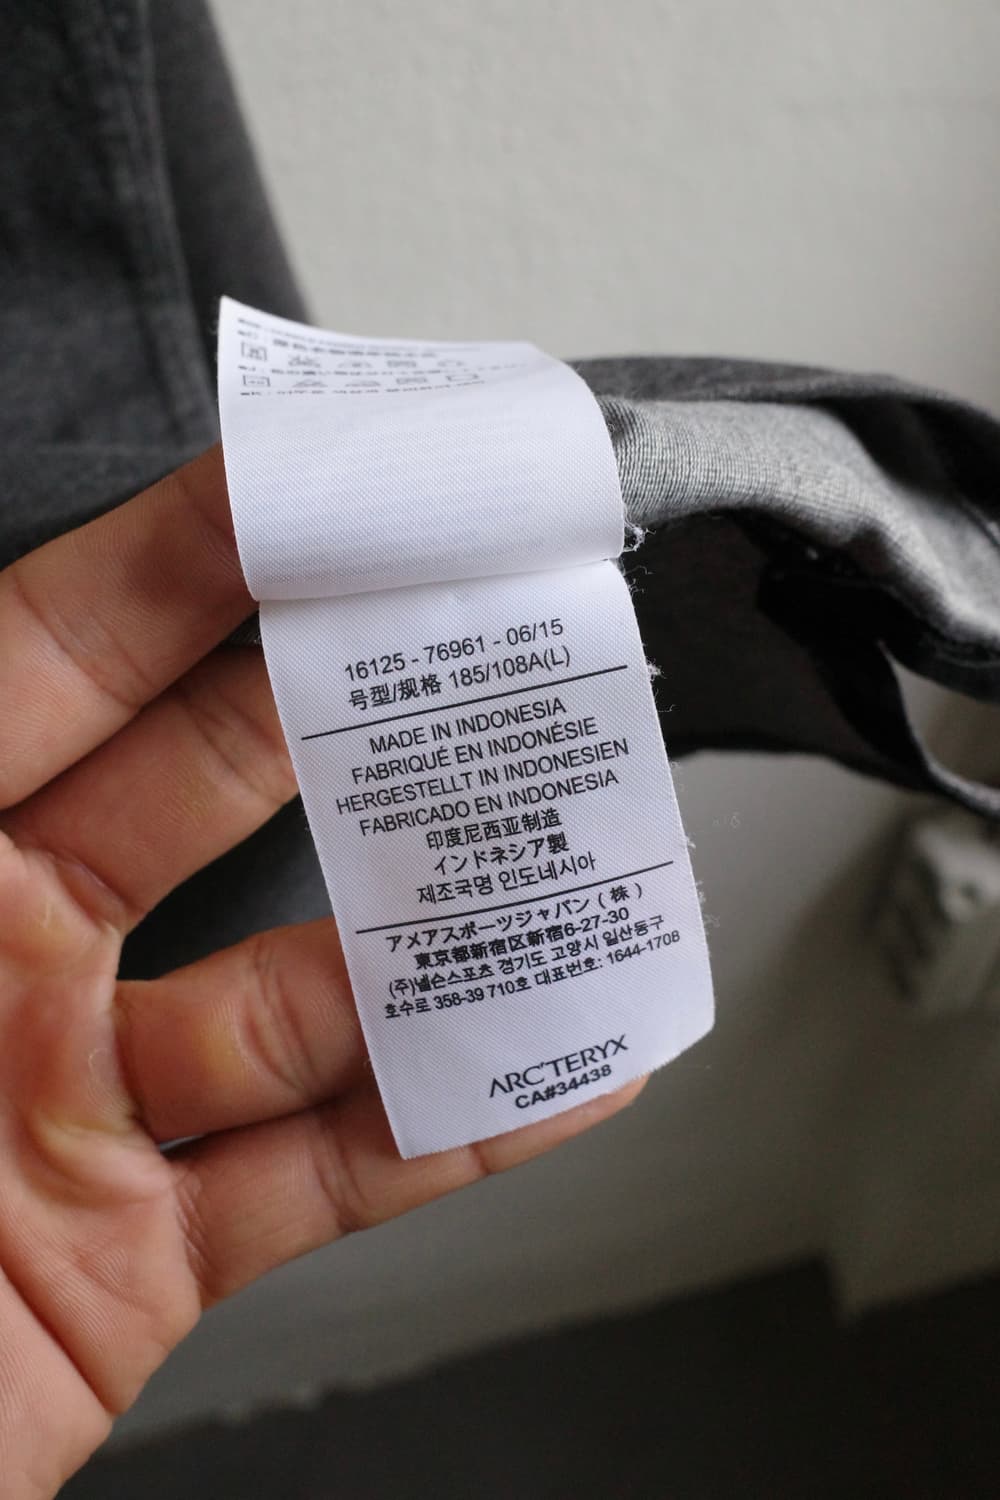 16125 - 76961 - 06/15
号型/规格 185/108A(L)
MADE IN INDONESIA
FABRIQUÉ EN INDONÉSIE
HERGESTELLT IN INDONESIEN
FABRICADO EN INDONESIA
印度尼西亚制造
インドネシア製
제조국명 인도네시아
アメアスポーツジャパン ( 株 )
東京都新宿区新宿6-27-30
(주)넬슨스포츠 경기도 고양시 일산동구
호수로 358-39 710호 대표번호: 1644-1708
ARC'TERYX
CA#34438